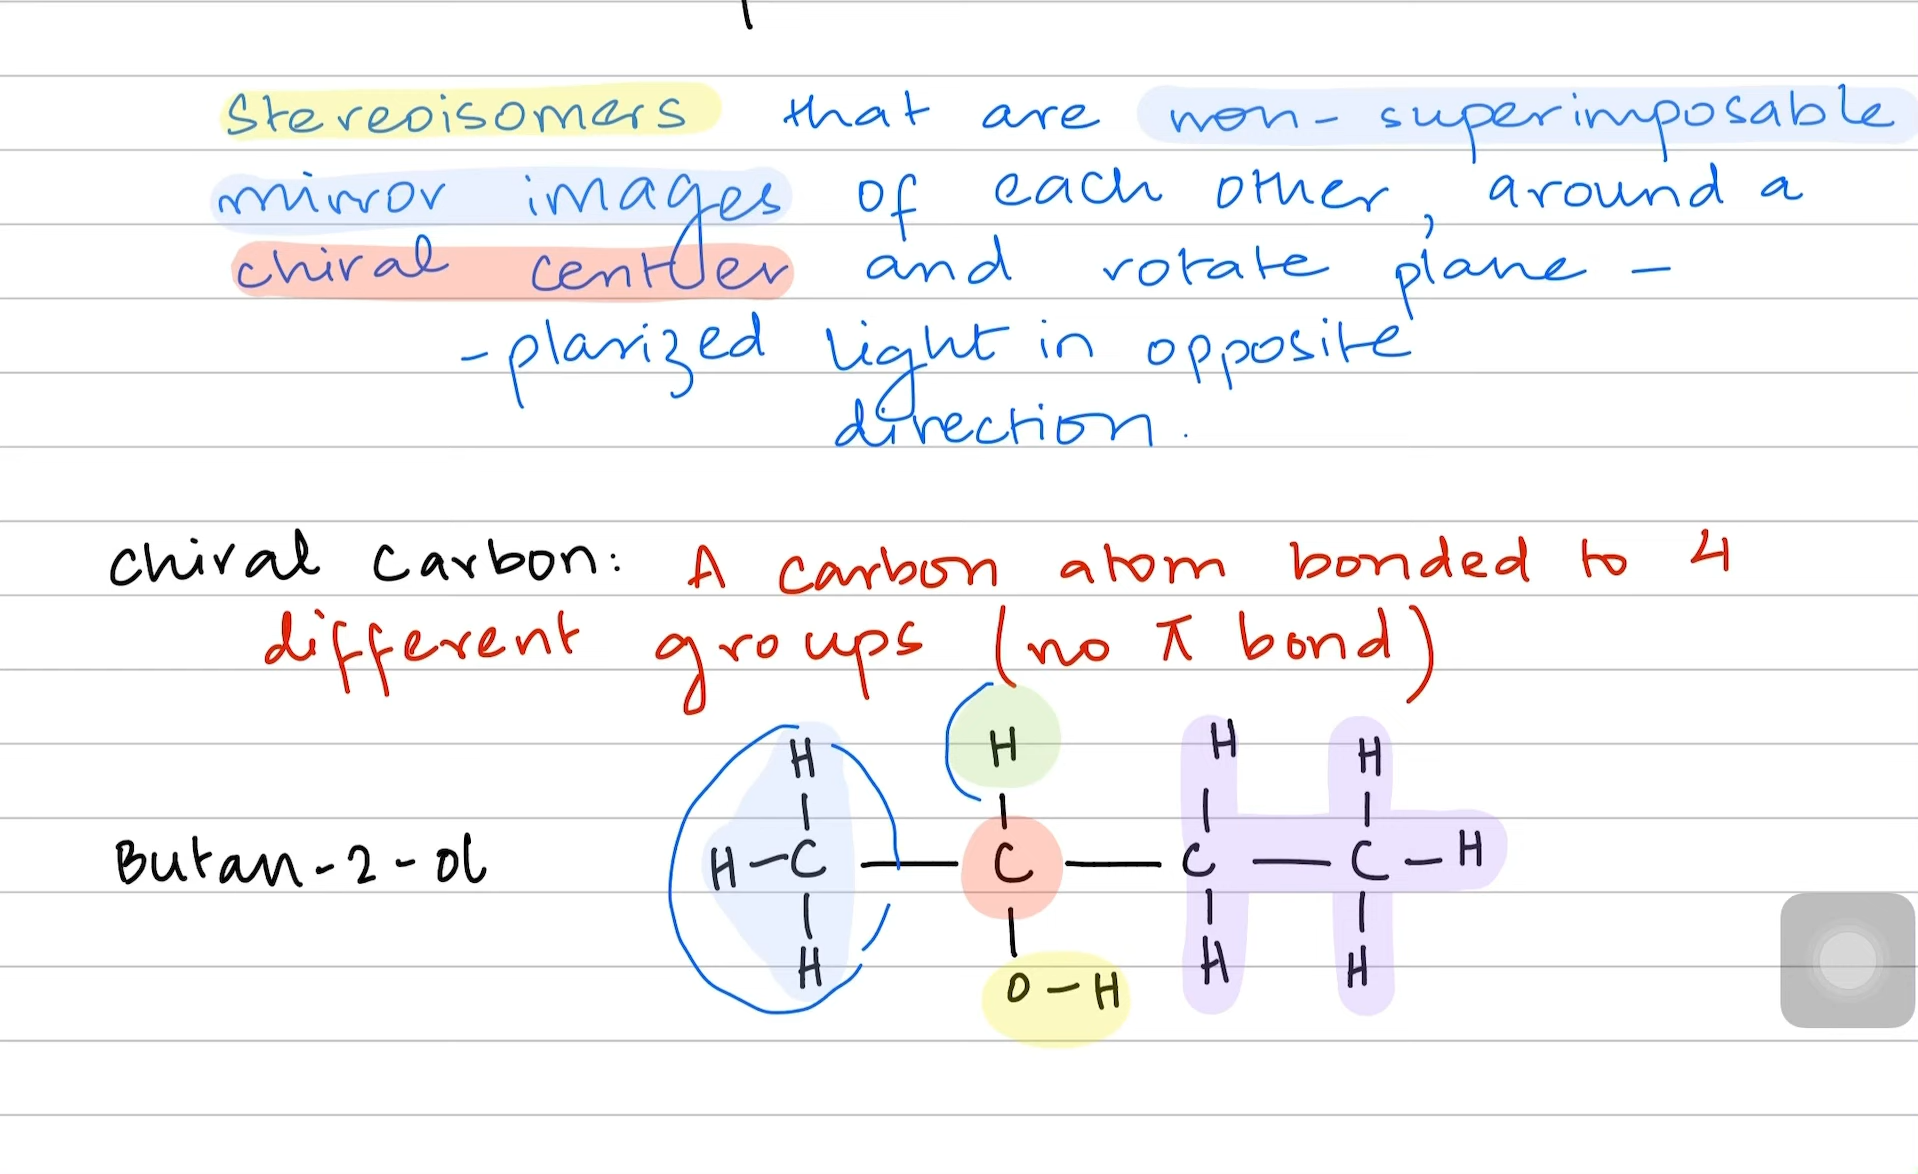 Stereoisomers that are non-superimposable
mirror images of each other, around a
chiral center and rotate plane -
- plarized light in opposite
direction.
Chiral Carbon: A carbon atom bonded to 4
different groups (no π bond)
H H H H
H-C C C C-H
Butan-2-ol
H O-H H H